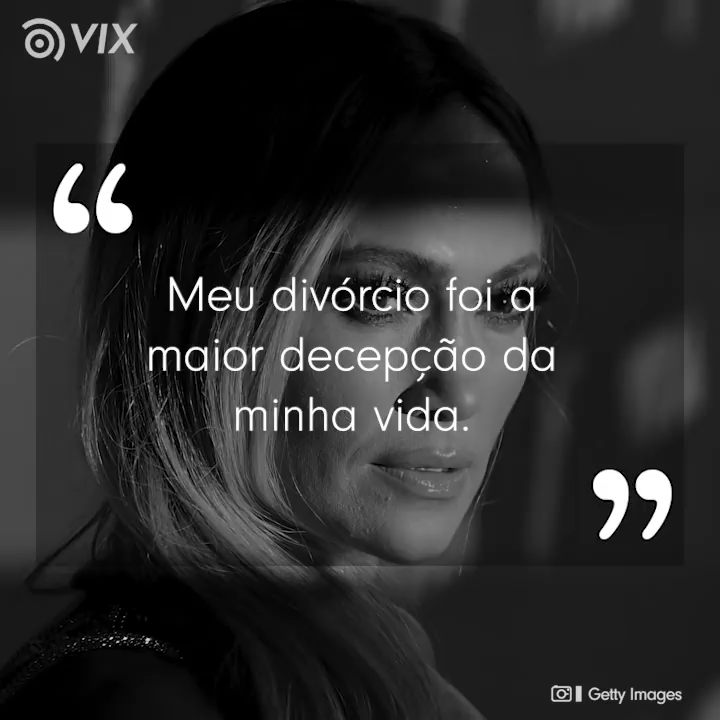 VIX
“
Meu divórcio foi a
maior decepção da
minha vida.
”
Getty Images